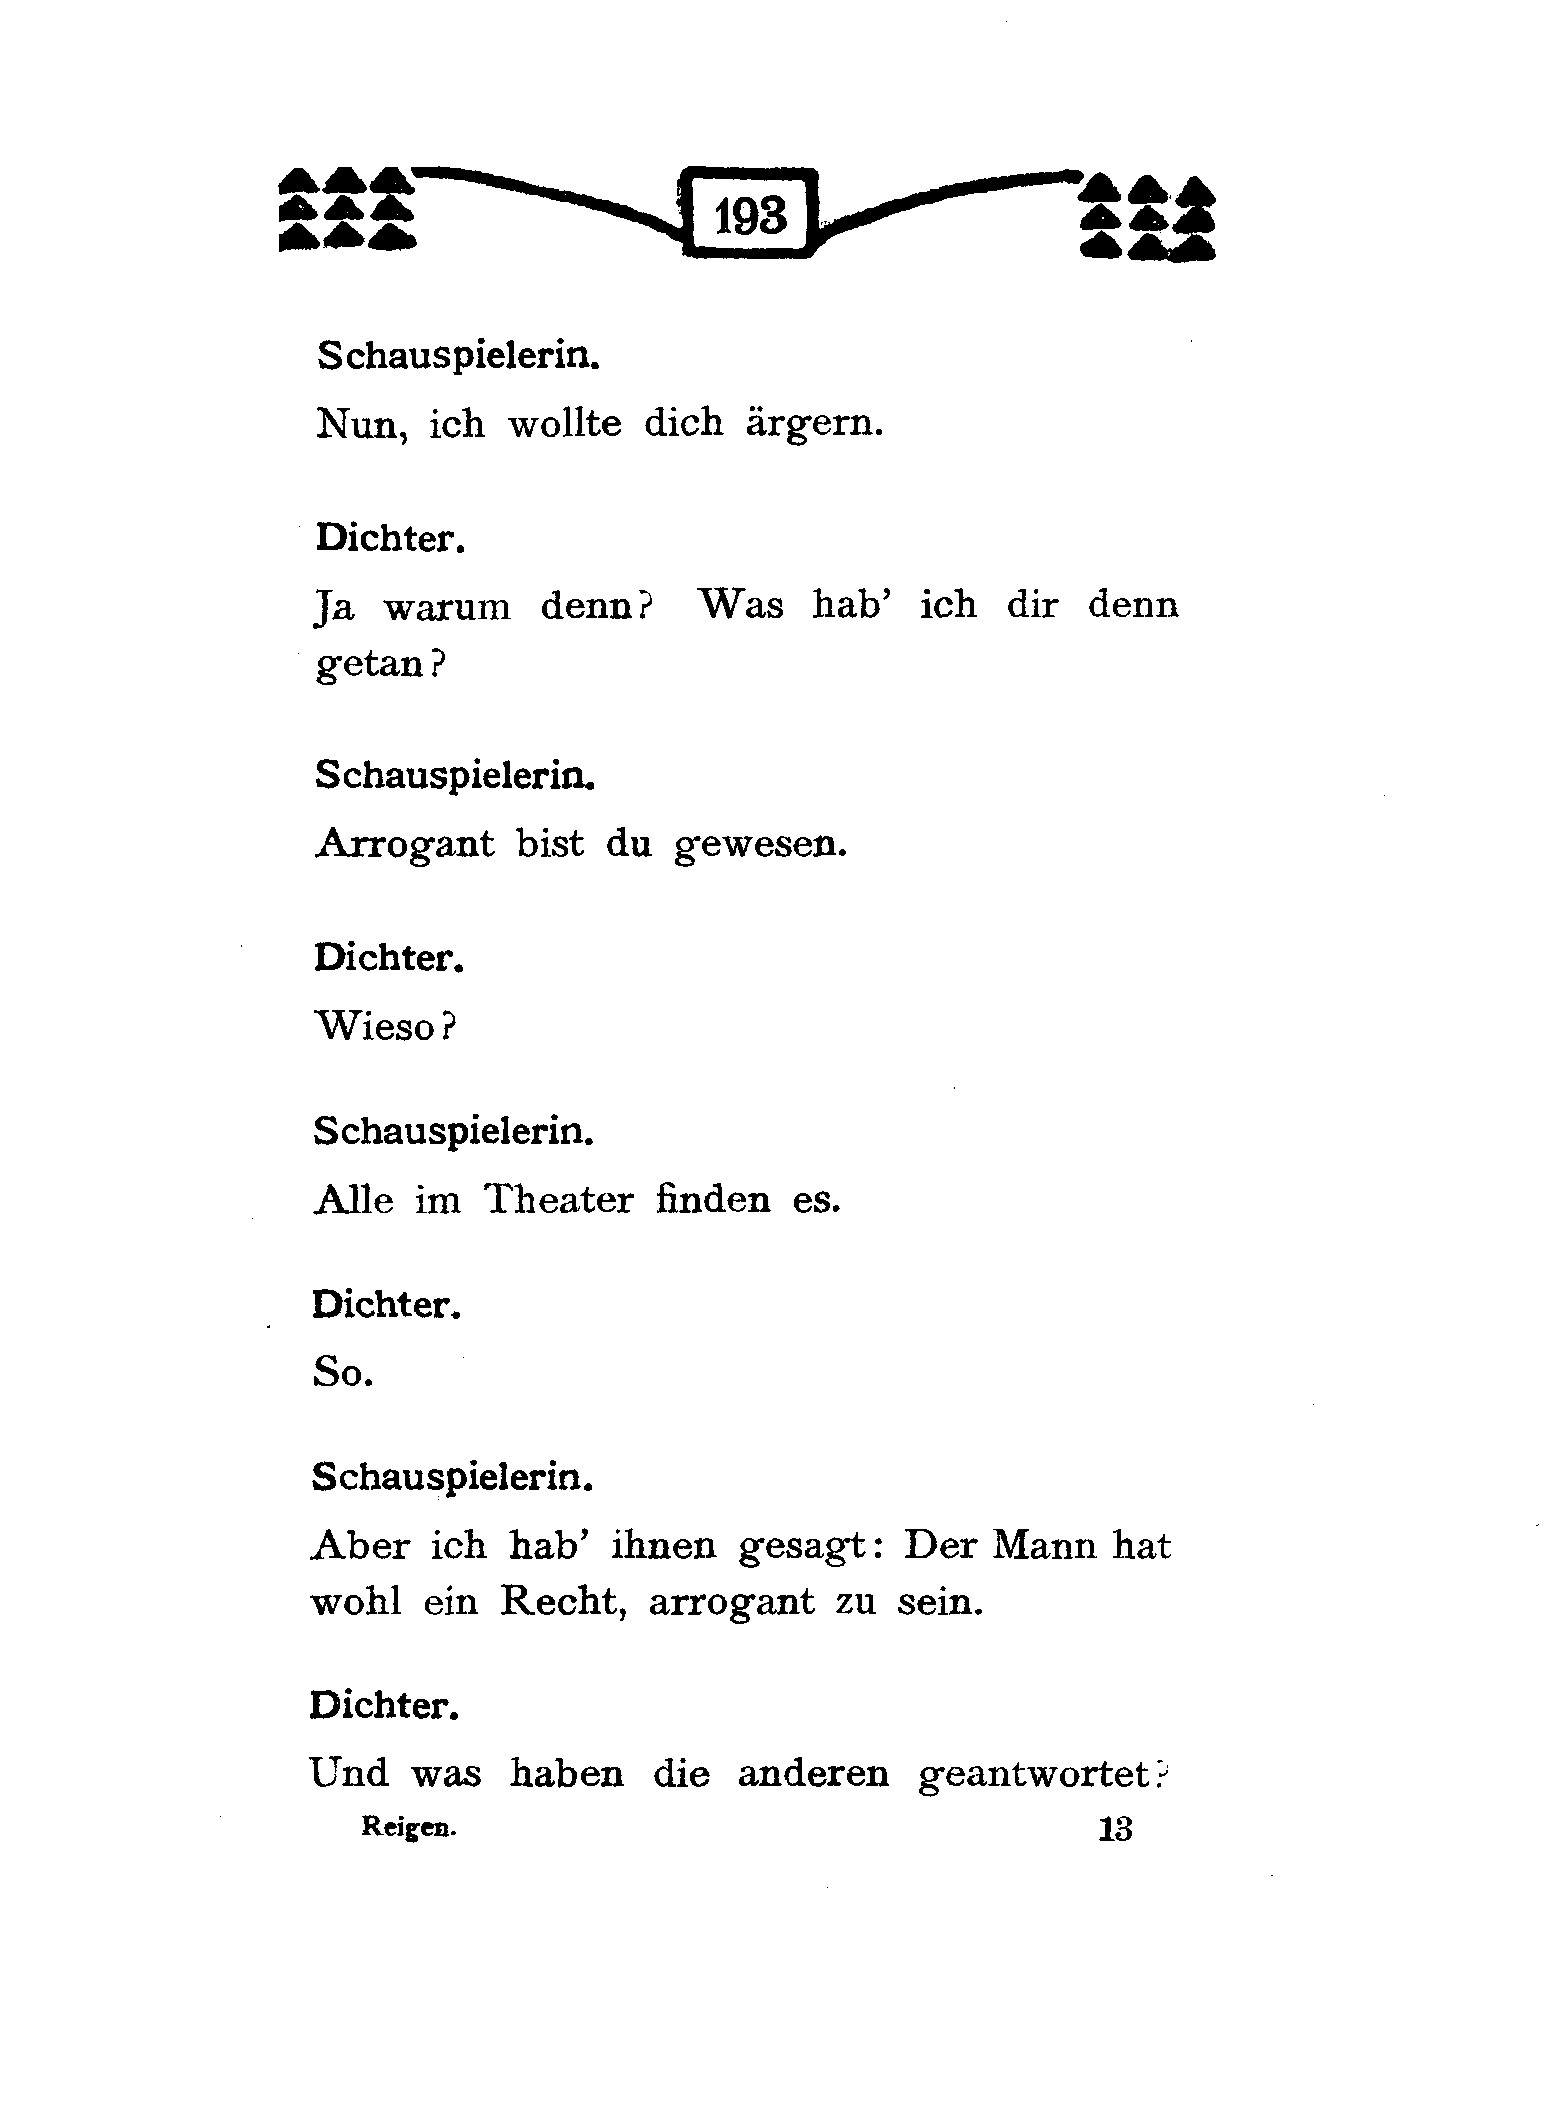 193
Schauspielerin.
Nun, ich wollte dich ärgern.
Dichter.
Ja warum denn? Was hab’ ich dir denn
getan?
Schauspielerin.
Arrogant bist du gewesen.
Dichter.
Wieso?
Schauspielerin.
Alle im Theater finden es.
Dichter.
So.
Schauspielerin.
Aber ich hab’ ihnen gesagt: Der Mann hat
wohl ein Recht, arrogant zu sein.
Dichter.
Und was haben die anderen geantwortet?
Reigen. 13